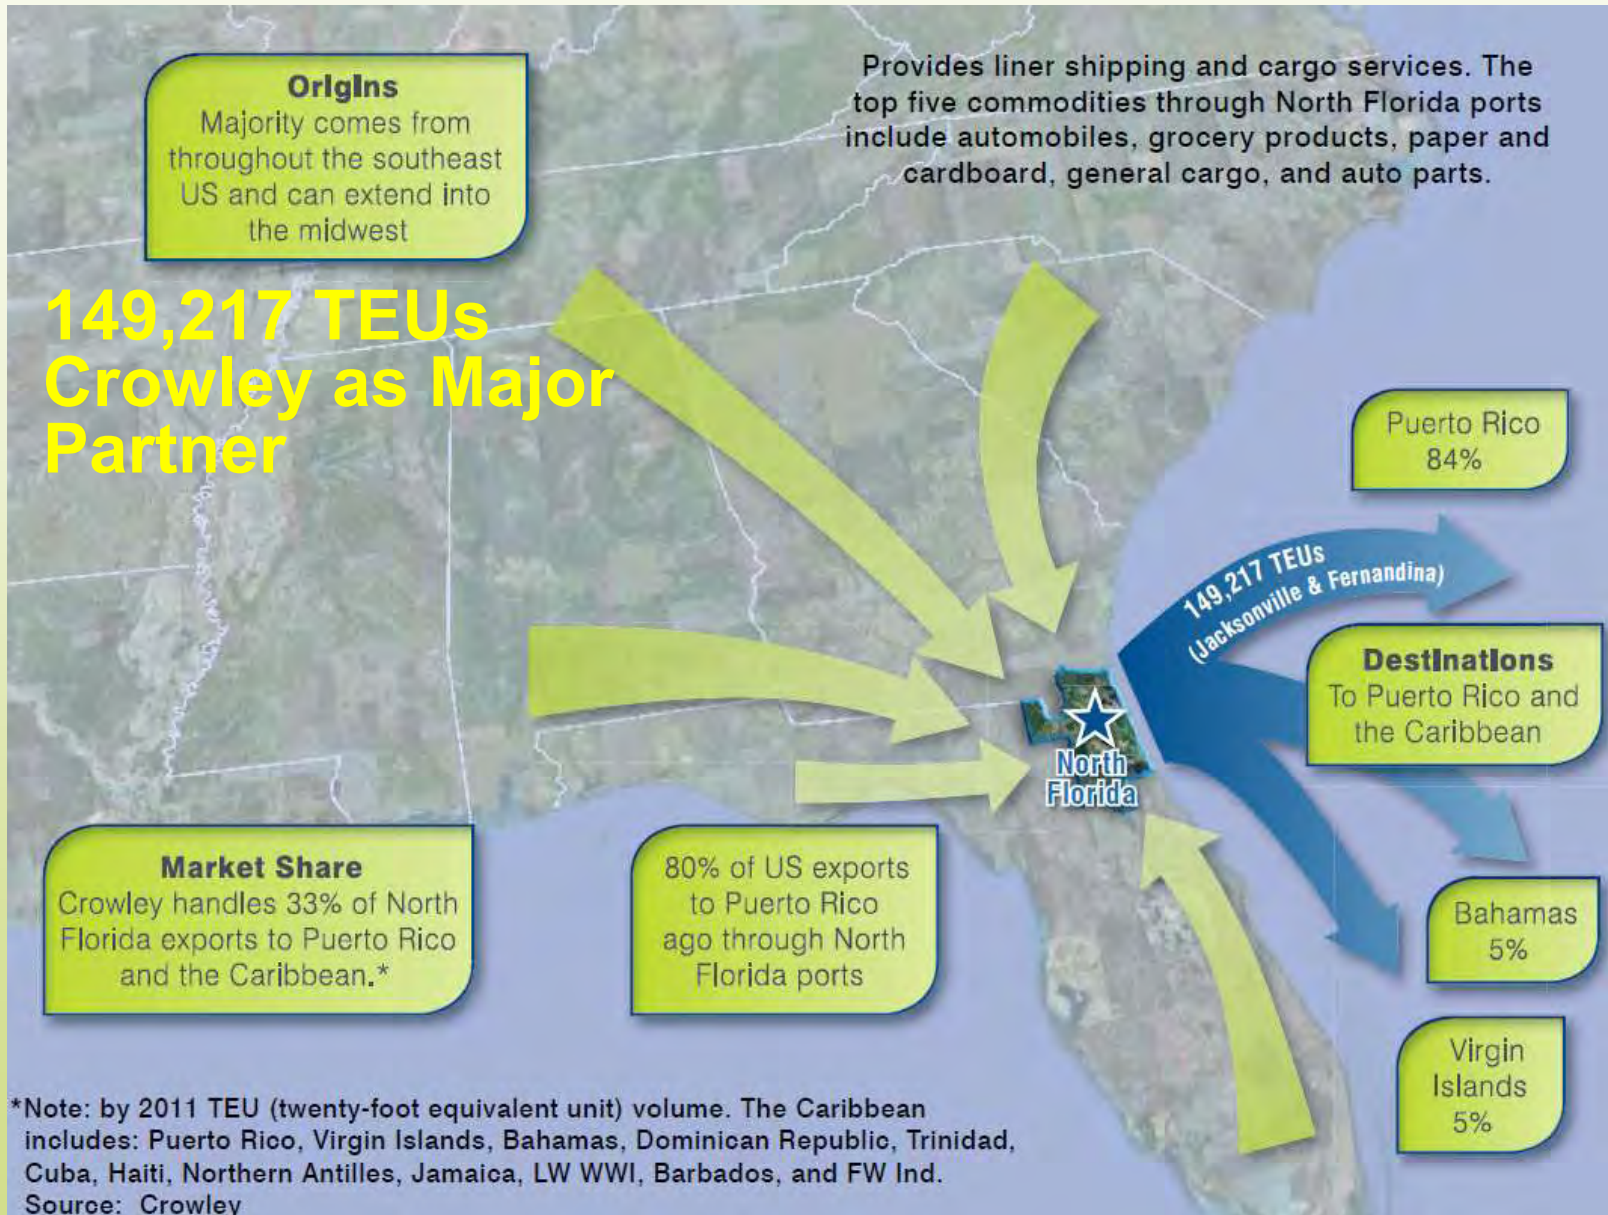 Origins
Majority comes from
throughout the southeast
US and can extend into
the midwest
Provides liner shipping and cargo services. The
top five commodities through North Florida ports
include automobiles, grocery products, paper and
cardboard, general cargo, and auto parts.
149,217 TEUs
Crowley as Major
Partner
Puerto Rico
84%
149,217 TEUs
(Jacksonville & Fernandina)
Destinations
To Puerto Rico and
the Caribbean
North
Florida
Market Share
Crowley handles 33% of North
Florida exports to Puerto Rico
and the Caribbean.*
80% of US exports
to Puerto Rico
ago through North
Florida ports
Bahamas
5%
Virgin
Islands
5%
*Note: by 2011 TEU (twenty-foot equivalent unit) volume. The Caribbean
includes: Puerto Rico, Virgin Islands, Bahamas, Dominican Republic, Trinidad,
Cuba, Haiti, Northern Antilles, Jamaica, LW WWI, Barbados, and FW Ind.
Source: Crowley